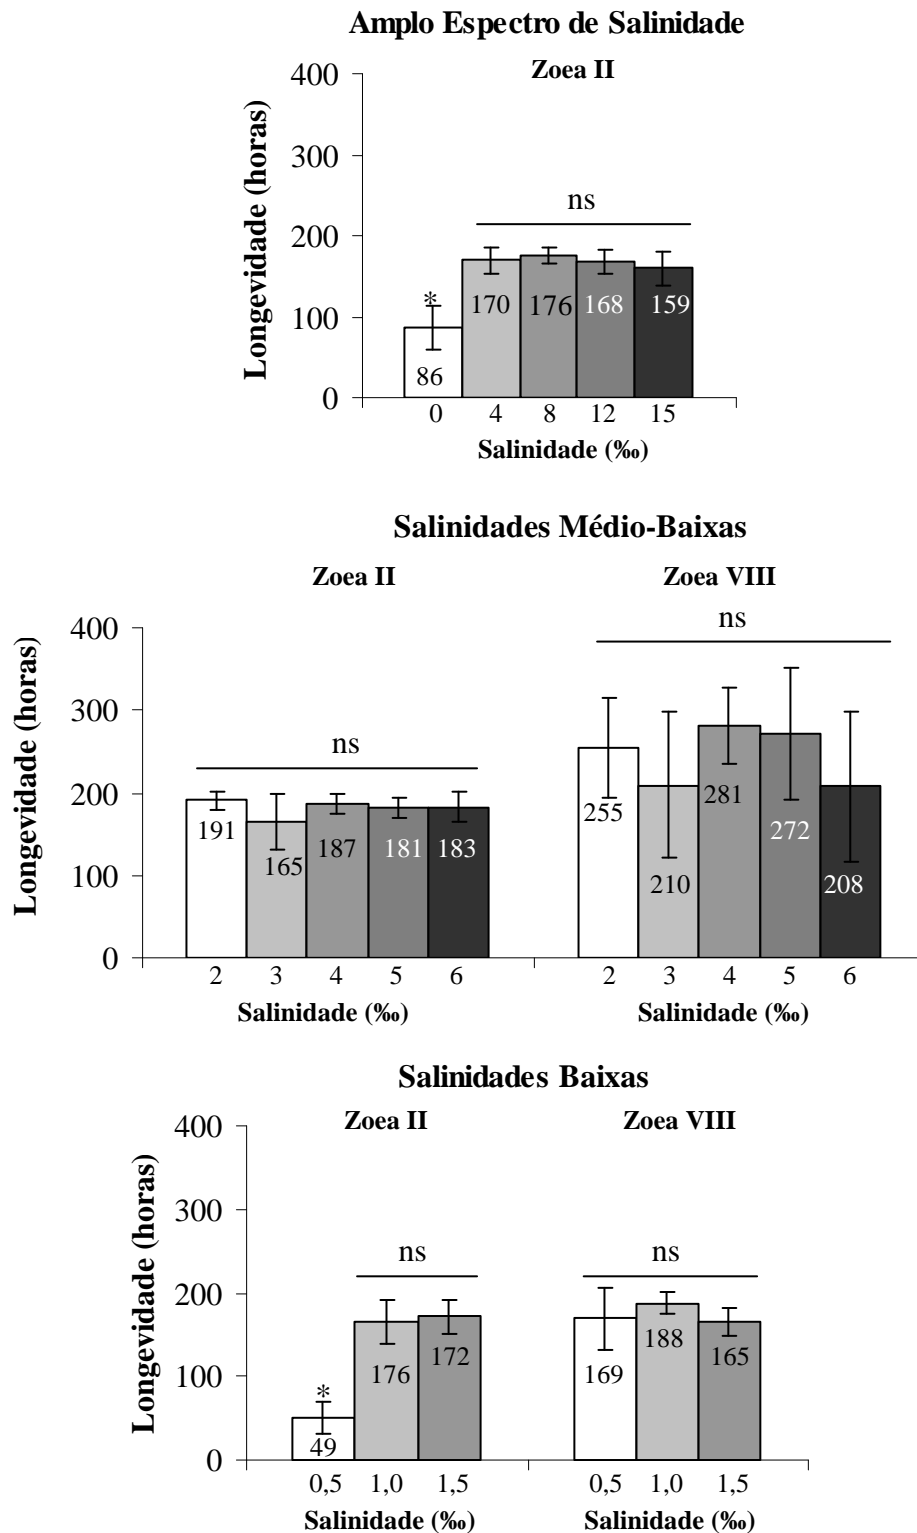 Amplo Espectro de Salinidade
Zoea II
Longevidade (horas)
400
300
200
100
0
ns
*
86
170
176
168
159
0 4 8 12 15
Salinidade (‰)
Salinidades Médio-Baixas
Zoea II Zoea VIII
Longevidade (horas)
400
300
200
100
0
ns
191
165
187
181
183
ns
255
210
281
272
208
2 3 4 5 6 2 3 4 5 6
Salinidade (‰) Salinidade (‰)
Salinidades Baixas
Zoea II Zoea VIII
Longevidade (horas)
400
300
200
100
0
ns
*
49
176
172
ns
169
188
165
0,5 1,0 1,5 0,5 1,0 1,5
Salinidade (‰) Salinidade (‰)